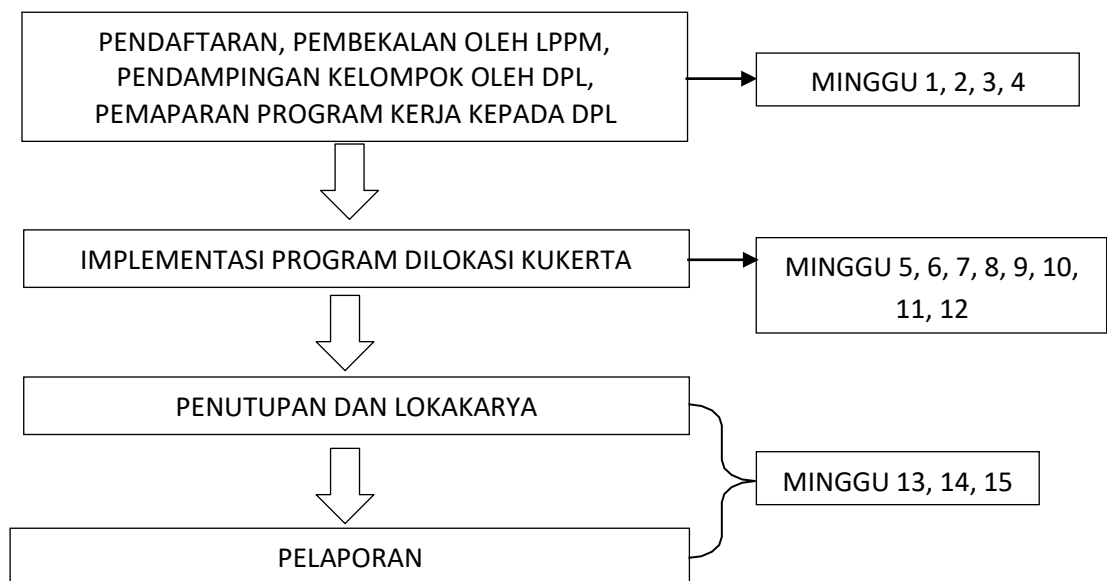 PENDAFTARAN, PEMBEKALAN OLEH LPPM,
PENDAMPINGAN KELOMPOK OLEH DPL,
PEMAPARAN PROGRAM KERJA KEPADA DPL
MINGGU 1, 2, 3, 4
IMPLEMENTASI PROGRAM DILOKASI KUKERTA
MINGGU 5, 6, 7, 8, 9, 10,
11, 12
PENUTUPAN DAN LOKAKARYA
MINGGU 13, 14, 15
PELAPORAN